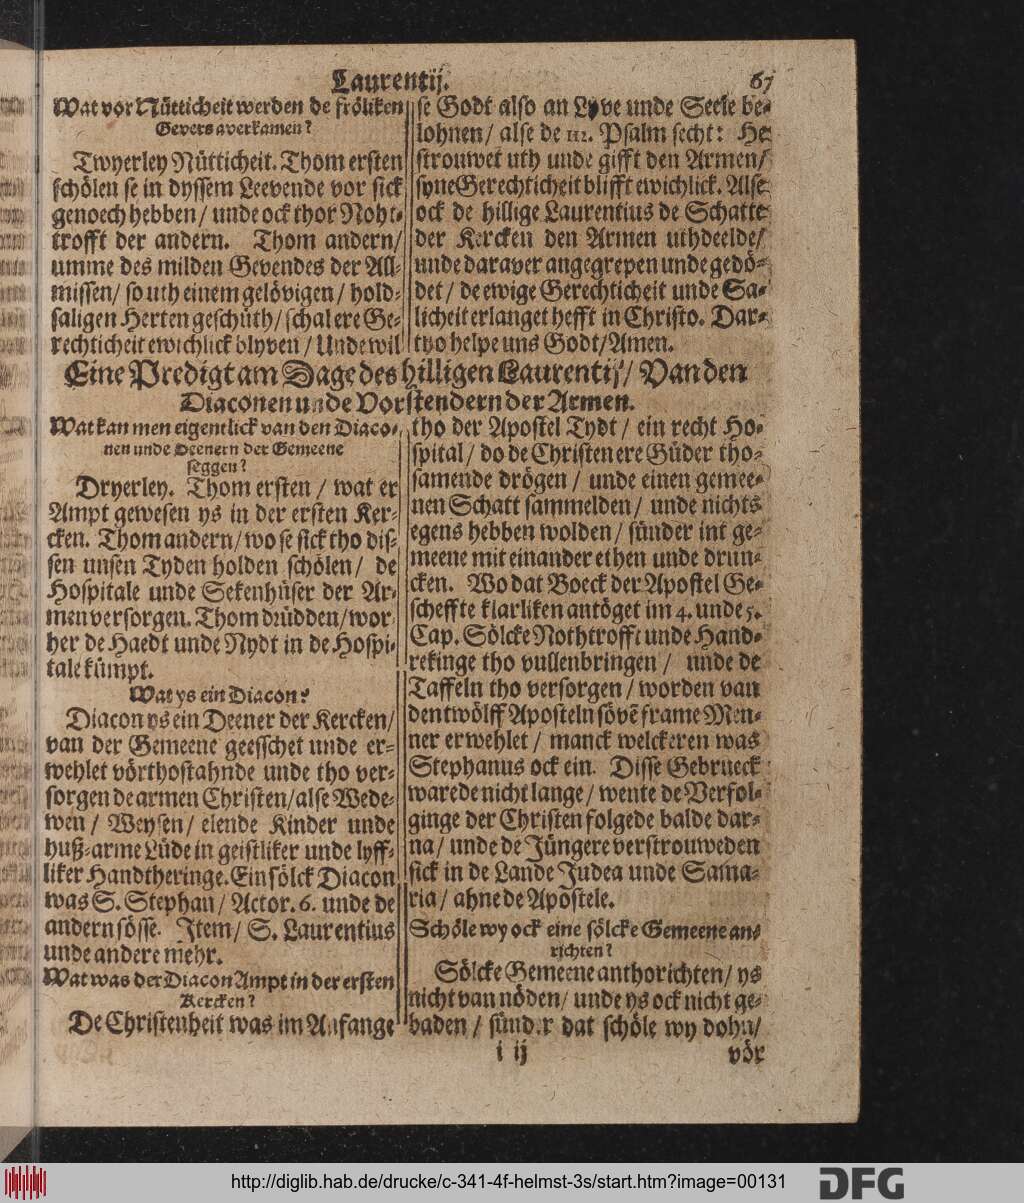 Laurentij. 67
Wat vor Nütticheit werden de fröliken
Gevers averkamen?
Twyerley Nütticheit. Thom ersten
schölen se in dyssem Leevende vor sick
genoech hebben / unde ock thor Noht-
trofft der andern. Thom andern /
umme des milden Gevendes der All-
missen / so uth einem gelövigen / hold-
saligen Herten geschüth / schal ere Ge-
rechticheit ewichlick blyven / Unde wil
se Godt also an Lyve unde Seele be-
lohnen / alse de 111. Psalm secht: He
strouwet uth unde gifft den Armen /
syne Gerechticheit blifft ewichlick. Alse
ock de hillige Laurentius de Schatte
der Kercken den Armen uthdeelde /
unde daraver angegrepen unde gedö-
det / de ewige Gerechticheit unde Sa-
licheit erlanget hefft in Christo. Dar-
tho helpe uns Godt / Amen.
Eine Predigt am Dage des hilligen Laurentij / Van den
Diaconen unde Vorstendern der Armen.
Wat kan men eigentlick van den Diaco-
nen unde Deenern der Gemeene
seggen?
Dryerley. Thom ersten / wat er
Ampt gewesen ys in der ersten Ker-
cken. Thom andern / wo se sick tho dis-
sen unsen Tyden holden schölen / de
Hospitale unde Sekenhüser der Ar-
men versorgen. Thom drüdden / wor
her de Haedt unde Nydt in de Hospi-
tale kümpt.
Wat ys ein Diacon?
Diacon ys ein Deener der Kercken /
van der Gemeene geesschet unde er-
wehlet vörthostahnde unde tho ver-
sorgen de armen Christen / alse Wede-
wen / Weysen / elende Kinder unde
huß-arme Lüde in geistliker unde lyff-
liker Handtheringe. Ein sölck Diacon
was S. Stephan / Actor. 6. unde de
andern sösse. Item / S. Laurentius
unde andere mehr.
Wat was der Diacon Ampt in der ersten
Kercken?
De Christenheit was im Anfange
tho der Apostel Tydt / ein recht Ho-
spital / do de Christen ere Güder tho-
samende drögen / unde einen gemee-
nen Schatt sammelden / unde nichts
egens hebben wolden / sünder int ge-
meene mit einander ethen unde drun-
cken. Wo dat Boeck der Apostel Ge-
scheffte klarliken antöget im 4. unde 5.
Cap. Sölcke Nothtrofft unde Hand-
rekinge tho vullenbringen / unde de
Taffeln tho versorgen / worden van
den twölff Aposteln sövē frame Men-
ner erwehlet / manck welckeren was
Stephanus ock ein. Disse Gebrueck
warede nicht lange / wente de Verfol-
ginge der Christen folgede balde dar-
na / unde de Jüngere verstrouweden
sick in de Lande Judea unde Sama-
ria / ahne de Apostele.
Schöle wy ock eine sölcke Gemeene an-
richten?
Sölcke Gemeene anthorichten / ys
nicht van nöden / unde ys ock nicht ge-
baden / sünder dat schöle wy dohn /
i ij vör
http://diglib.hab.de/drucke/c-341-4f-helmst-3s/start.htm?image=00131
DFG